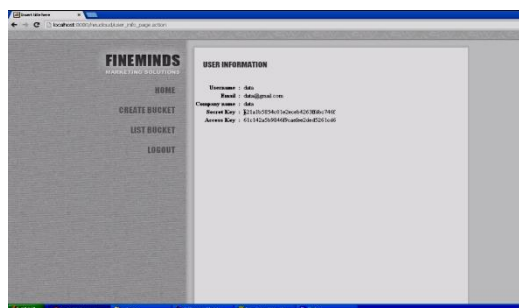 localhost
FINEMINDS
MARKETING SOLUTIONS
HOME
CREATE BUCKET
LIST BUCKET
LOGOUT
USER INFORMATION
Username : data
Email : data@gmail.com
Company name : data
Secret Key :
Access Key :